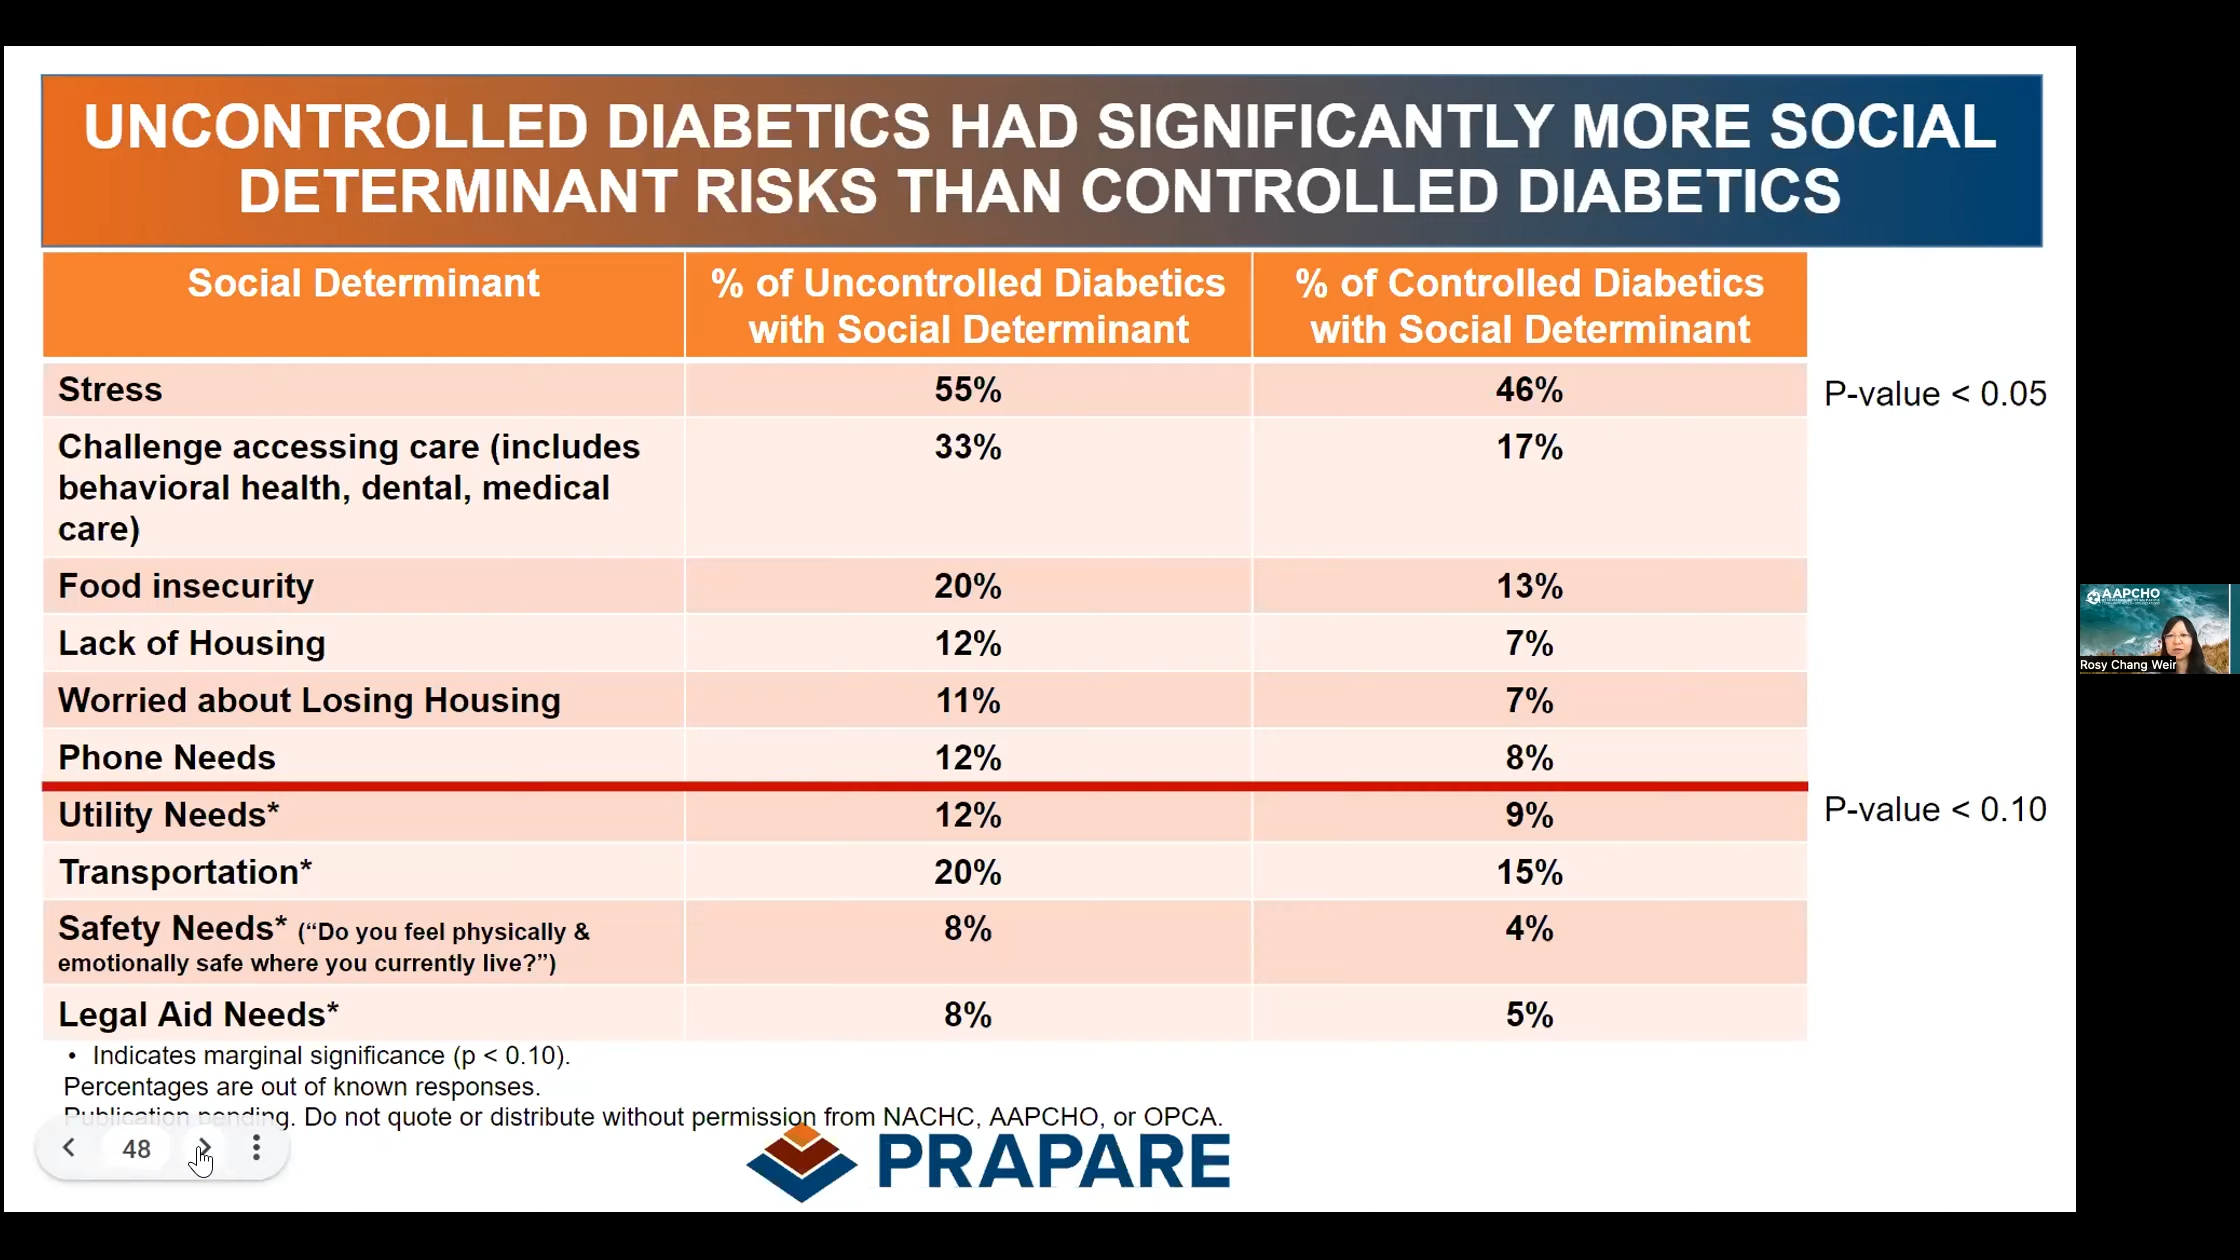 UNCONTROLLED DIABETICS HAD SIGNIFICANTLY MORE SOCIAL
DETERMINANT RISKS THAN CONTROLLED DIABETICS
Social Determinant
% of Uncontrolled Diabetics
with Social Determinant
% of Controlled Diabetics
with Social Determinant
Stress 55% 46%
P-value < 0.05
Challenge accessing care (includes 33% 17%
behavioral health, dental, medical
care)
Food insecurity 20% 13%
Lack of Housing 12% 7%
Worried about Losing Housing 11% 7%
Phone Needs 12% 8%
Utility Needs* 12% 9%
P-value < 0.10
Transportation* 20% 15%
Safety Needs* (“Do you feel physically & 8% 4%
emotionally safe where you currently live?”)
Legal Aid Needs* 8% 5%
• Indicates marginal significance (p < 0.10).
Percentages are out of known responses.
Publication pending. Do not quote or distribute without permission from NACHC, AAPCHO, or OPCA.
48
PRAPARE
AAPCHO
Rosy Chang Weir